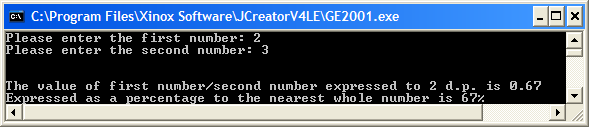 C:\Program Files\Xinox Software\JCreatorV4LE\GE2001.exe
Please enter the first number: 2
Please enter the second number: 3
The value of first number/second number expressed to 2 d.p. is 0.67
Expressed as a percentage to the nearest whole number is 67%